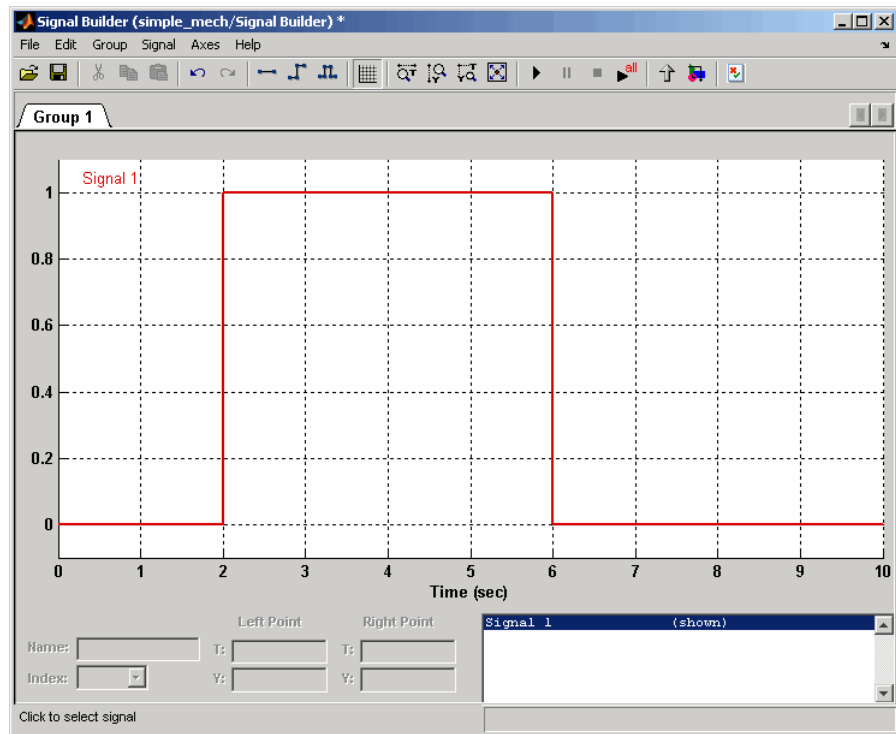 Signal Builder (simple_mech/Signal Builder) *
File Edit Group Signal Axes Help
all
Group 1
Signal 1
1
0.8
0.6
0.4
0.2
0
0 1 2 3 4 5 6 7 8 9 10
Time (sec)
Left Point Right Point
Name: T: T:
Index: Y: Y:
Signal 1 (shown)
Click to select signal